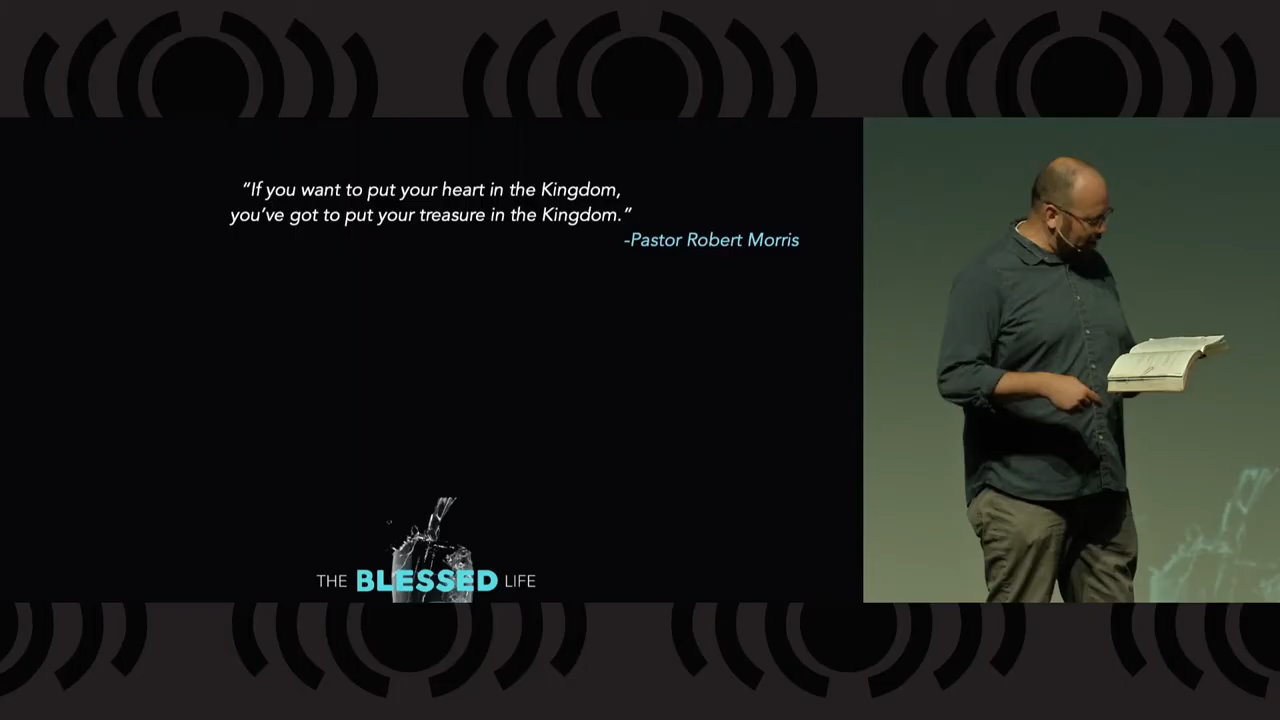 “If you want to put your heart in the Kingdom,
you’ve got to put your treasure in the Kingdom.”
-Pastor Robert Morris
THE BLESSED LIFE